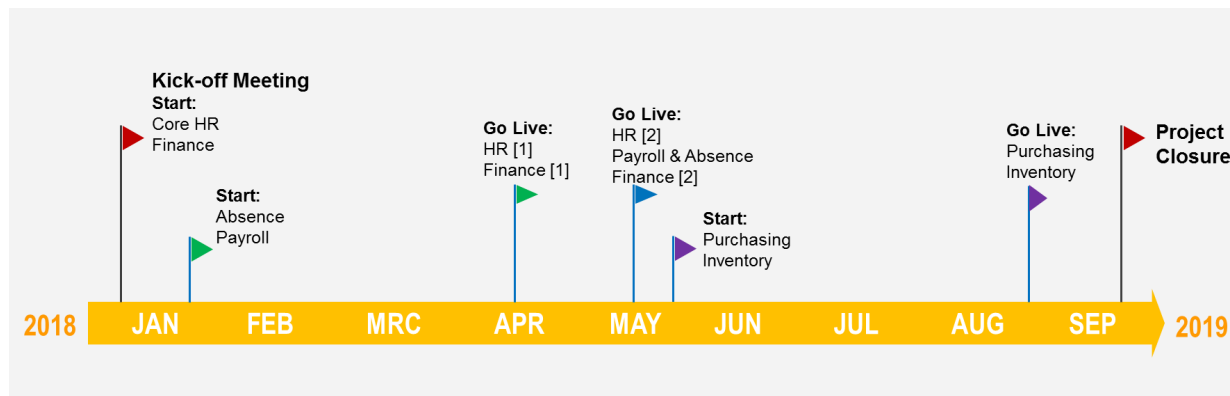 Kick-off Meeting
Start:
Core HR
Finance
Start:
Absence
Payroll
Go Live:
HR [1]
Finance [1]
Go Live:
HR [2]
Payroll & Absence
Finance [2]
Start:
Purchasing
Inventory
Go Live:
Purchasing
Inventory
Project
Closure
2018 JAN FEB MRC APR MAY JUN JUL AUG SEP 2019